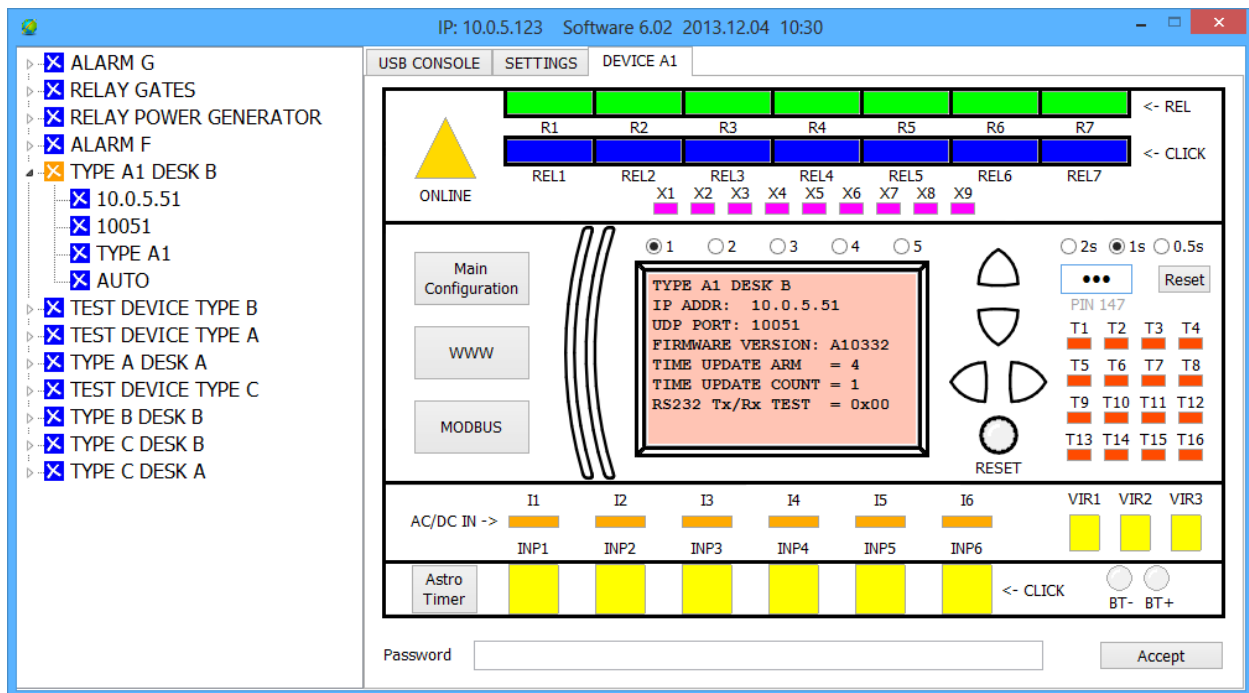 IP: 10.0.5.123 Software 6.02 2013.12.04 10:30
ALARM G
RELAY GATES
RELAY POWER GENERATOR
ALARM F
TYPE A1 DESK B
10.0.5.51
10051
TYPE A1
AUTO
TEST DEVICE TYPE B
TEST DEVICE TYPE A
TYPE A DESK A
TEST DEVICE TYPE C
TYPE B DESK B
TYPE C DESK B
TYPE C DESK A
USB CONSOLE SETTINGS DEVICE A1
<- REL
R1 R2 R3 R4 R5 R6 R7
<- CLICK
REL1 REL2 REL3 REL4 REL5 REL6 REL7
ONLINE
X1 X2 X3 X4 X5 X6 X7 X8 X9
Main
Configuration
WWW
MODBUS
1 2 3 4 5
TYPE A1 DESK B
IP ADDR: 10.0.5.51
UDP PORT: 10051
FIRMWARE VERSION: A10332
TIME UPDATE ARM = 4
TIME UPDATE COUNT = 1
RS232 Tx/Rx TEST = 0x00
RESET
2s 1s 0.5s
••• Reset
PIN 147
T1 T2 T3 T4
T5 T6 T7 T8
T9 T10 T11 T12
T13 T14 T15 T16
I1 I2 I3 I4 I5 I6 VIR1 VIR2 VIR3
AC/DC IN ->
INP1 INP2 INP3 INP4 INP5 INP6
Astro
Timer
<- CLICK
BT- BT+
Password Accept